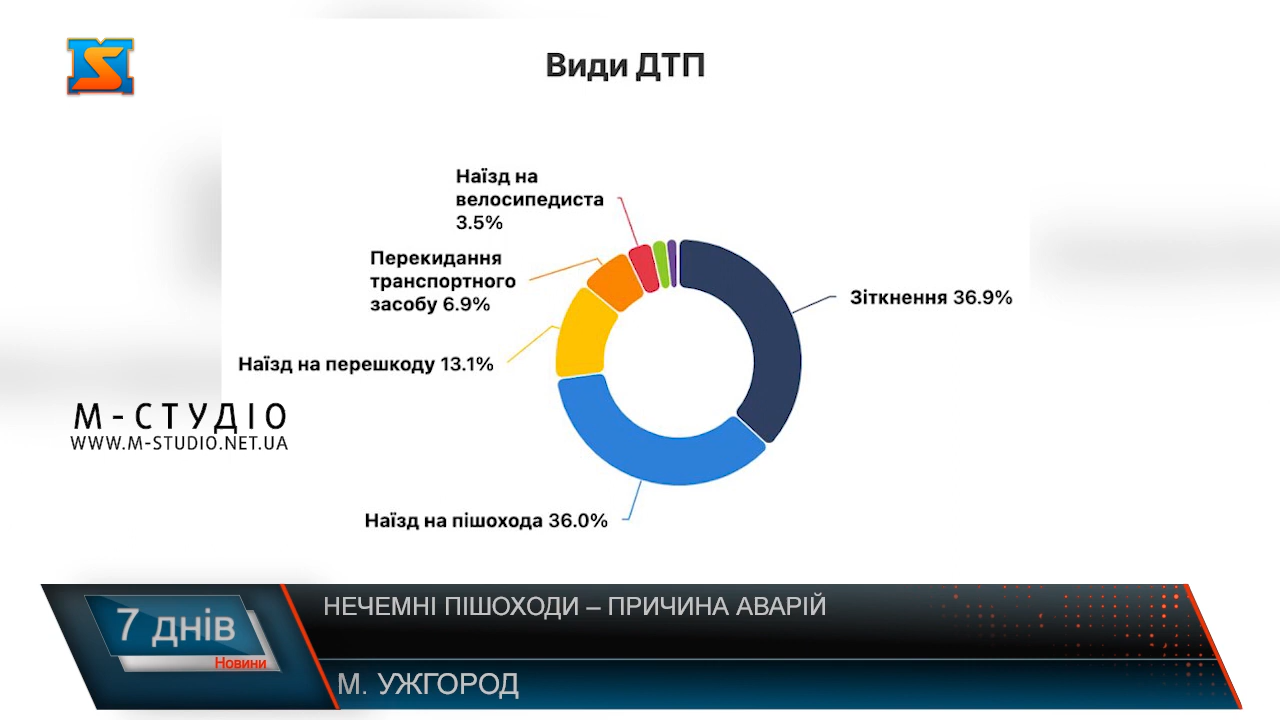 Види ДТП
Наїзд на
велосипедиста
3.5%
Перекидання
транспортного
засобу 6.9%
Зіткнення 36.9%
Наїзд на перешкоду 13.1%
М-СТУДІО
WWW.M-STUDIO.NET.UA
Наїзд на пішохода 36.0%
7 днів
Новини
НЕЧЕМНІ ПІШОХОДИ – ПРИЧИНА АВАРІЙ
М. УЖГОРОД